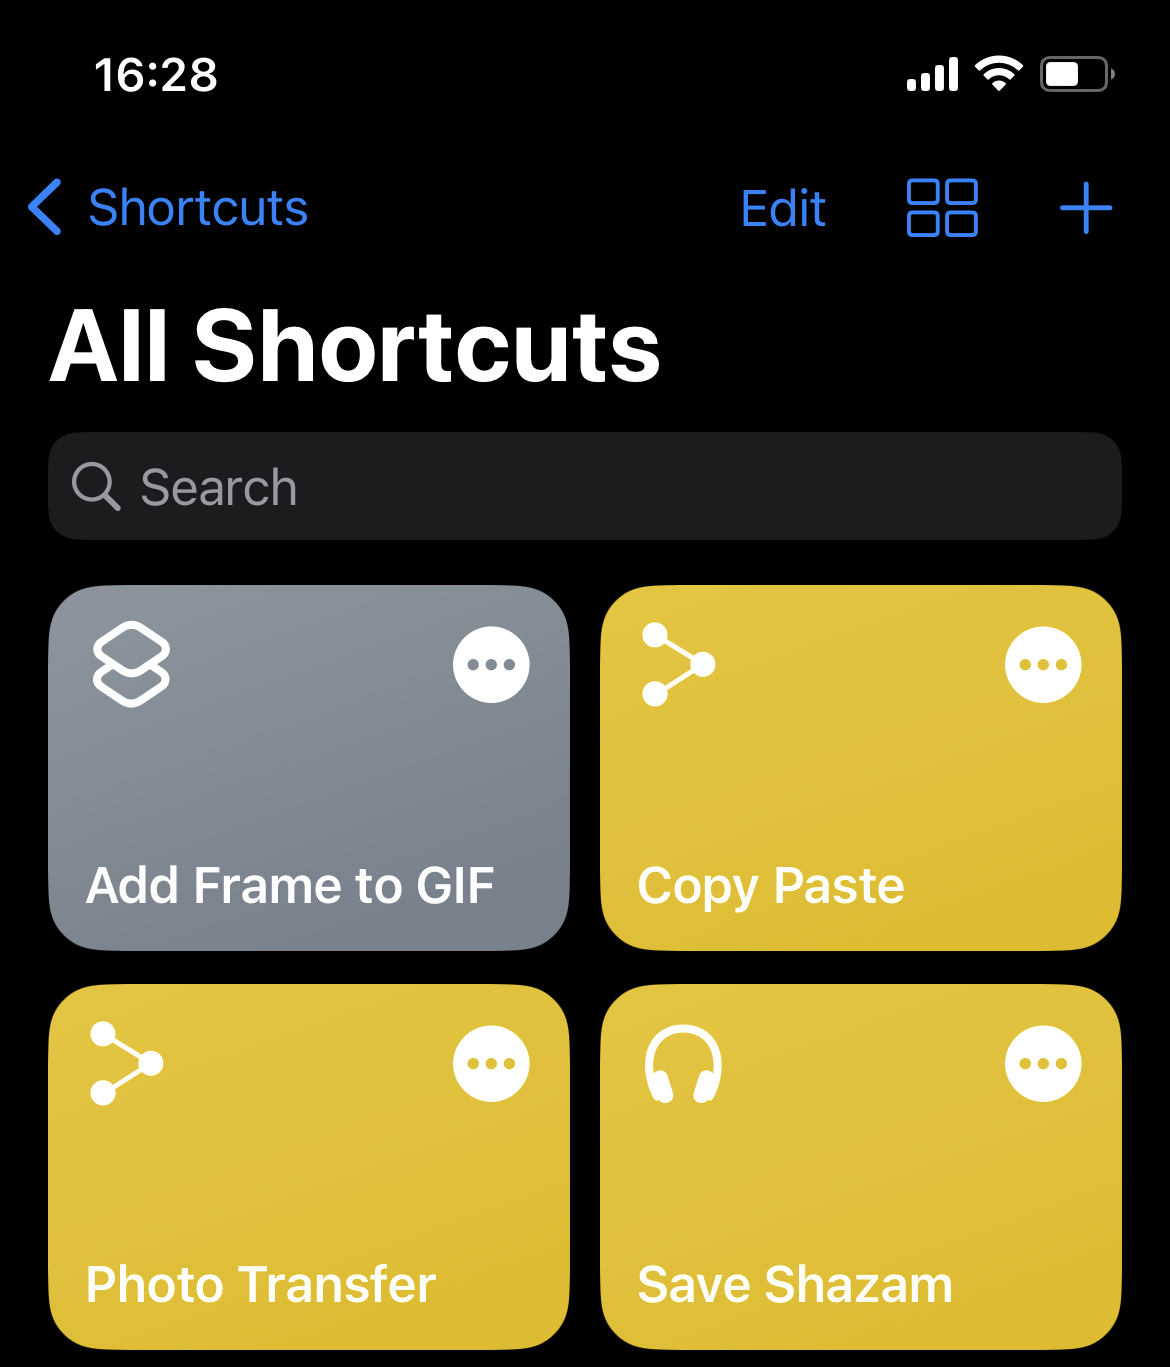 16:28
Shortcuts
Edit
All Shortcuts
Search
Add Frame to GIF
Copy Paste
Photo Transfer
Save Shazam